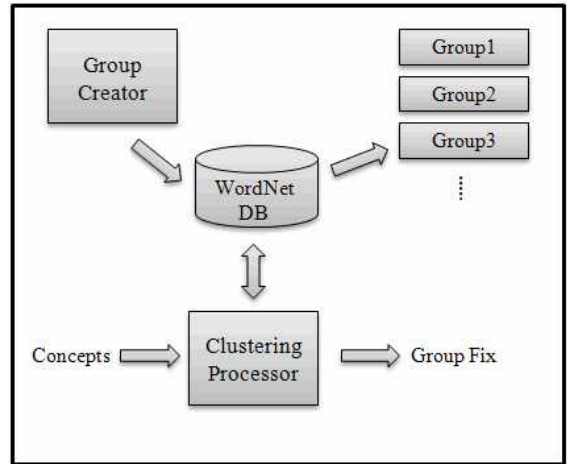 Group
Creator
Group1
Group2
Group3
WordNet
DB
Concepts
Clustering
Processor
Group Fix